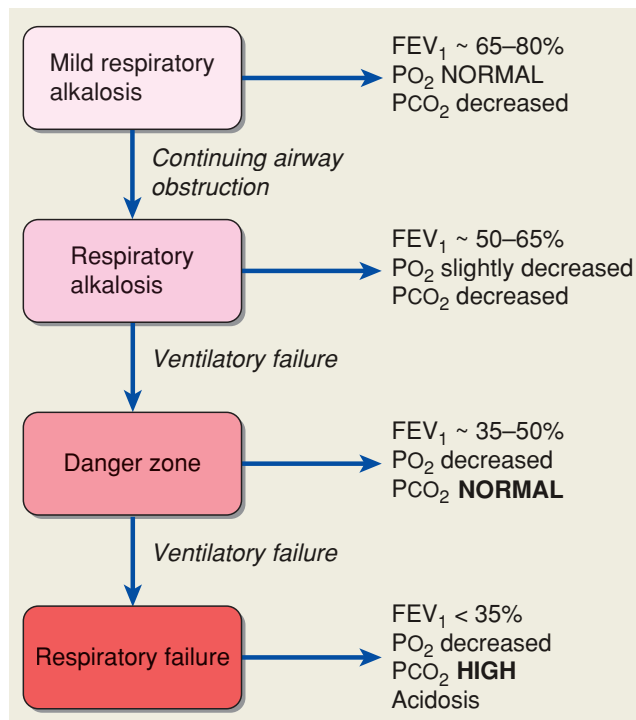 Mild respiratory
alkalosis
FEV₁ ~ 65–80%
PO₂ NORMAL
PCO₂ decreased
Continuing airway
obstruction
Respiratory
alkalosis
FEV₁ ~ 50–65%
PO₂ slightly decreased
PCO₂ decreased
Ventilatory failure
Danger zone
FEV₁ ~ 35–50%
PO₂ decreased
PCO₂ NORMAL
Ventilatory failure
Respiratory failure
FEV₁ < 35%
PO₂ decreased
PCO₂ HIGH
Acidosis